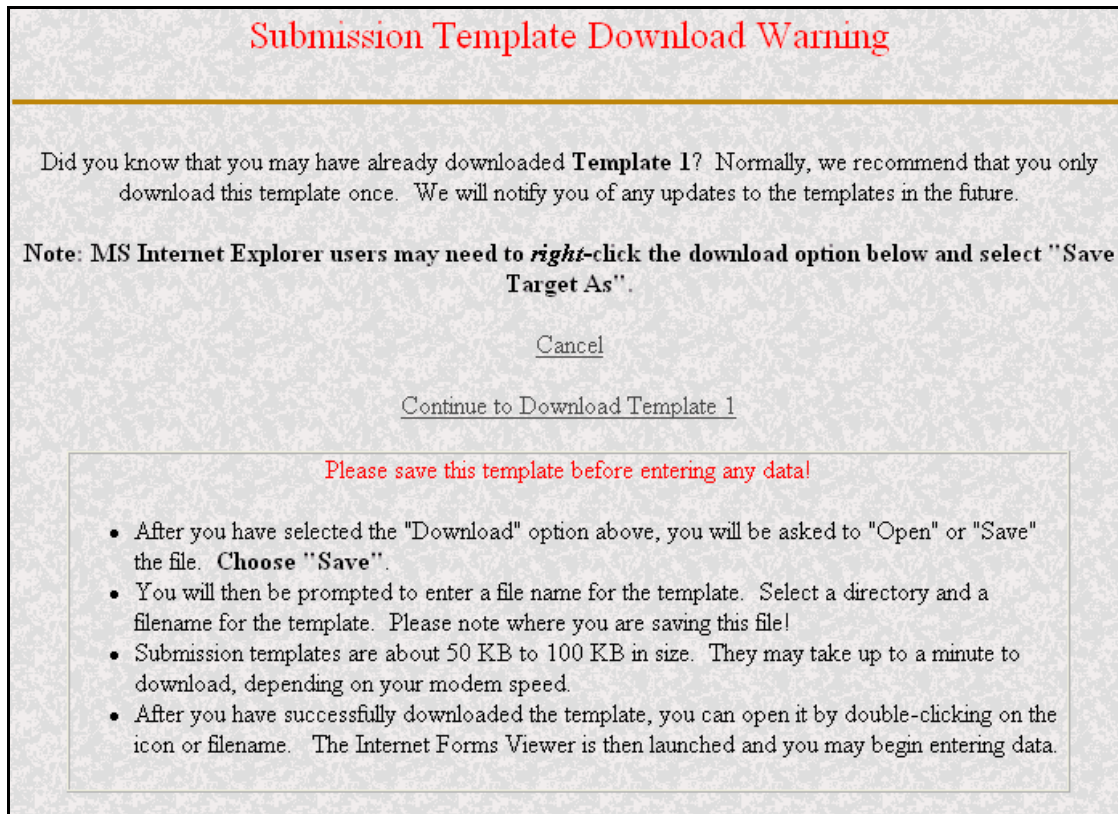 Submission Template Download Warning
Did you know that you may have already downloaded Template 1? Normally, we recommend that you only
download this template once. We will notify you of any updates to the templates in the future.
Note: MS Internet Explorer users may need to right-click the download option below and select "Save
Target As".
Cancel
Continue to Download Template 1
Please save this template before entering any data!
• After you have selected the "Download" option above, you will be asked to "Open" or "Save"
the file. Choose "Save".
• You will then be prompted to enter a file name for the template. Select a directory and a
filename for the template. Please note where you are saving this file!
• Submission templates are about 50 KB to 100 KB in size. They may take up to a minute to
download, depending on your modem speed.
• After you have successfully downloaded the template, you can open it by double-clicking on the
icon or filename. The Internet Forms Viewer is then launched and you may begin entering data.